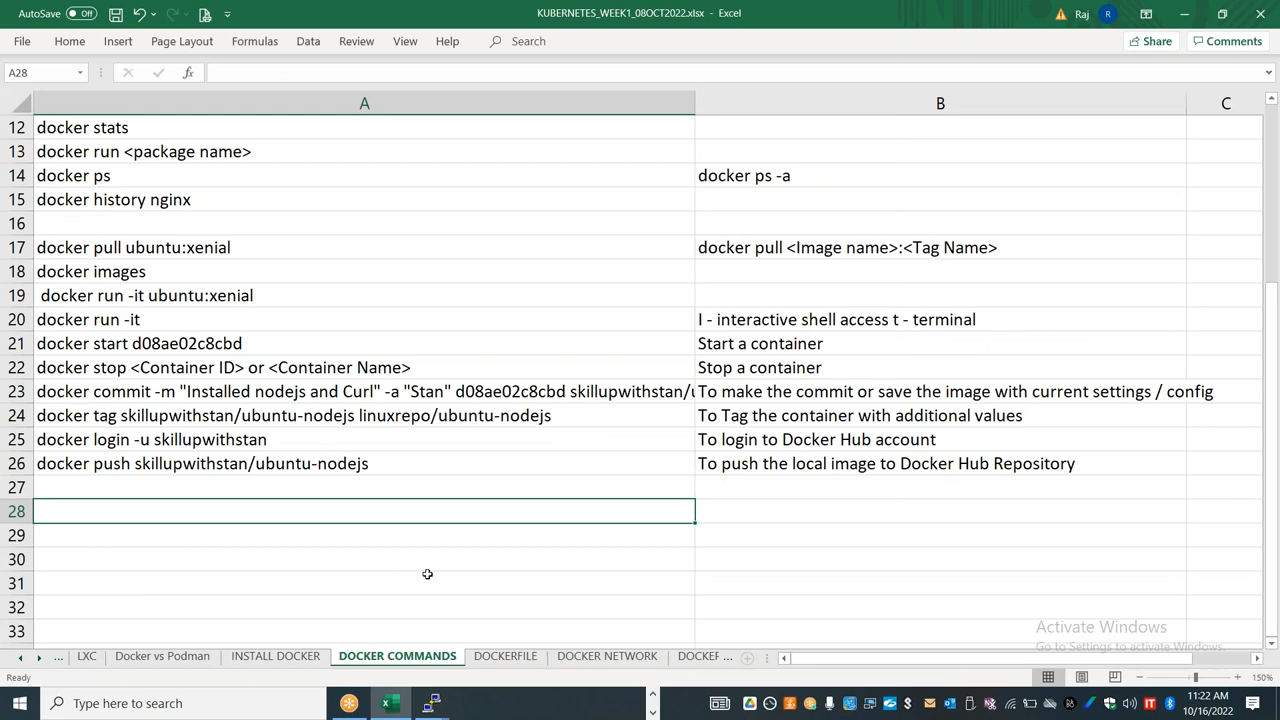 AutoSave Off
KUBERNETES_WEEK1_08OCT2022.xlsx - Excel
Raj R
File Home Insert Page Layout Formulas Data Review View Help Search Share Comments
A28 fx
A B C
12 docker stats
13 docker run <package name>
14 docker ps docker ps -a
15 docker history nginx
16
17 docker pull ubuntu:xenial docker pull <Image name>:<Tag Name>
18 docker images
19 docker run -it ubuntu:xenial
20 docker run -it I - interactive shell access t - terminal
21 docker start d08ae02c8cbd Start a container
22 docker stop <Container ID> or <Container Name> Stop a container
23 docker commit -m "Installed nodejs and Curl" -a "Stan" d08ae02c8cbd skillupwithstan/u To make the commit or save the image with current settings / config
24 docker tag skillupwithstan/ubuntu-nodejs linuxrepo/ubuntu-nodejs To Tag the container with additional values
25 docker login -u skillupwithstan To login to Docker Hub account
26 docker push skillupwithstan/ubuntu-nodejs To push the local image to Docker Hub Repository
27
28
29
30
31
32
33
Activate Windows
Go to Settings to activate Windows.
... LXC Docker vs Podman INSTALL DOCKER DOCKER COMMANDS DOCKERFILE DOCKER NETWORK DOCKEF ...
Ready 150%
Type here to search
11:22 AM
10/16/2022